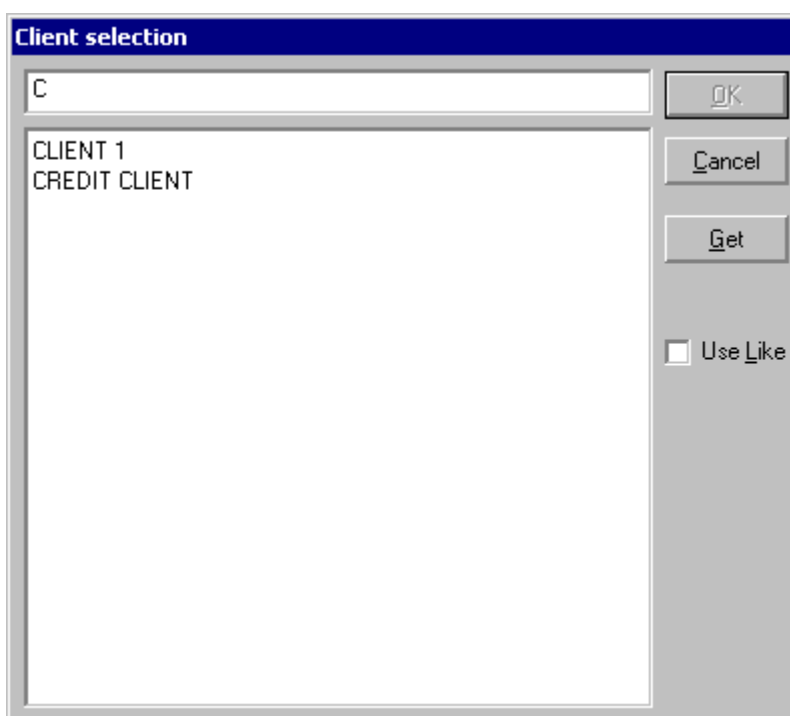 Client selection
C
OK
CLIENT 1
CREDIT CLIENT
Cancel
Get
Use Like